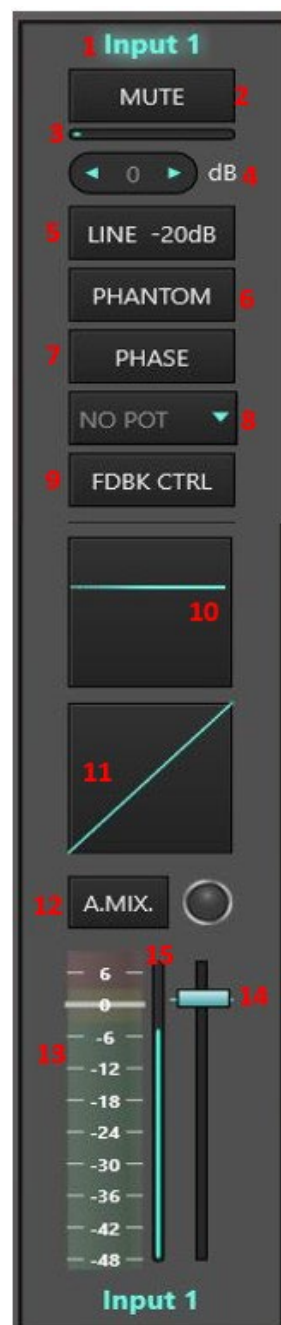 1 Input 1
MUTE 2
3
0 dB 4
5 LINE -20dB
PHANTOM 6
7 PHASE
NO POT 8
9 FDBK CTRL
10
11
12 A.MIX.
15
6
0 14
-6
13
-12
-18
-24
-30
-36
-42
-48
Input 1